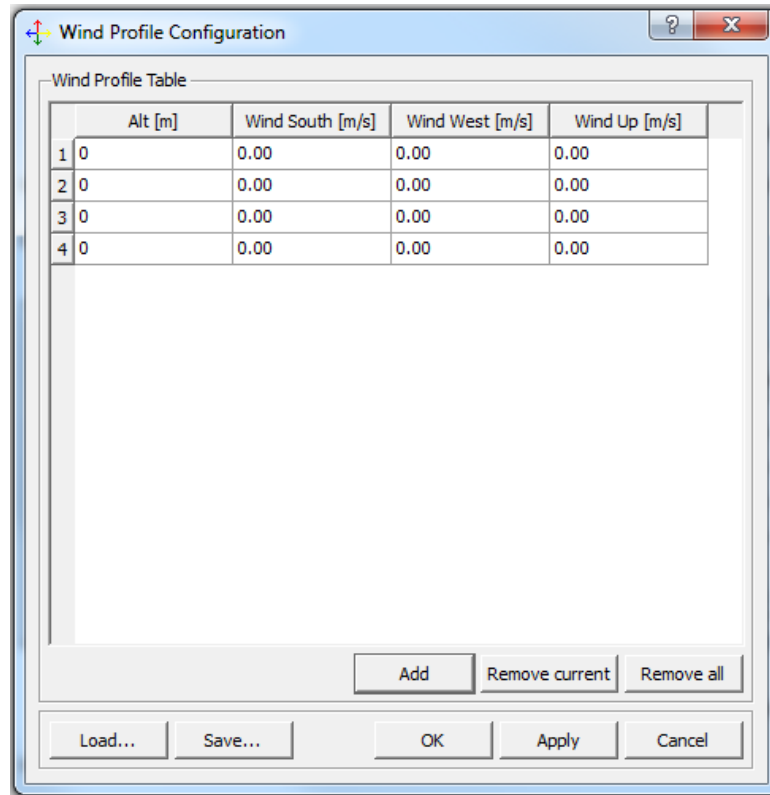 Wind Profile Configuration
Wind Profile Table
Alt [m] Wind South [m/s] Wind West [m/s] Wind Up [m/s]
1 0 0.00 0.00 0.00
2 0 0.00 0.00 0.00
3 0 0.00 0.00 0.00
4 0 0.00 0.00 0.00
Add Remove current Remove all
Load... Save... OK Apply Cancel